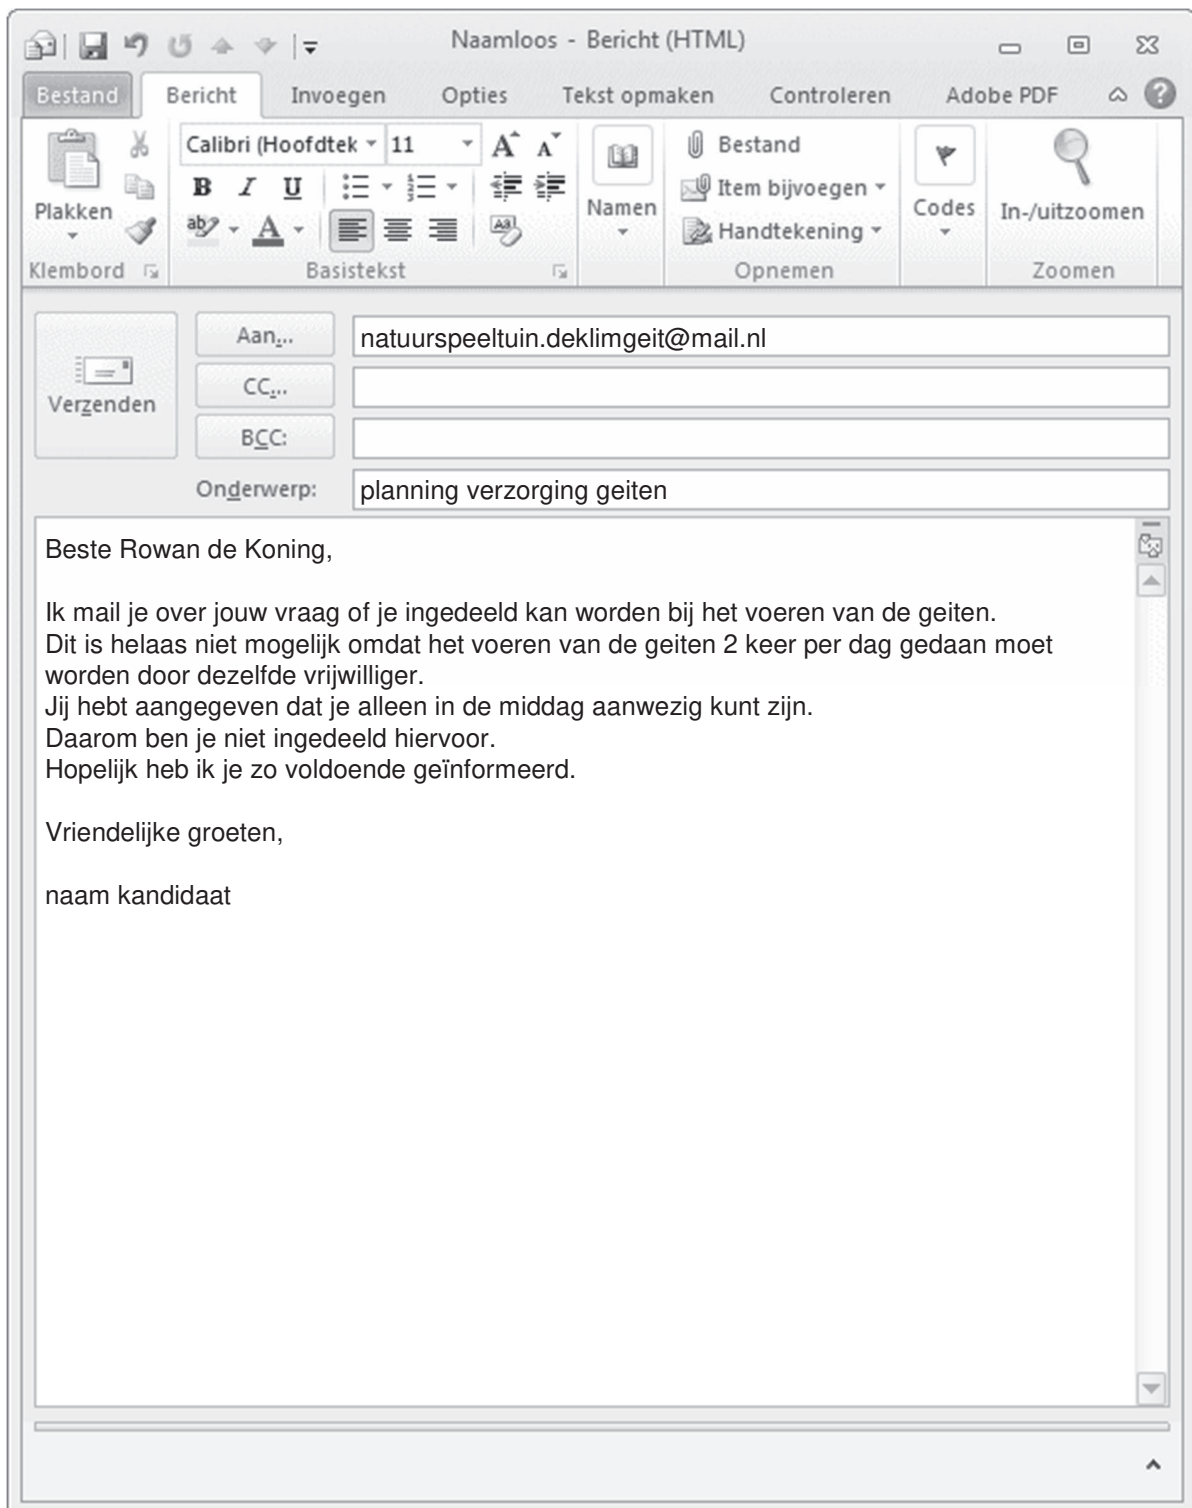 Naamloos - Bericht (HTML)
Bestand Bericht Invoegen Opties Tekst opmaken Controleren Adobe PDF
Calibri (Hoofdtek 11
Plakken
B I U
ab A Aa
Namen
Bestand
Item bijvoegen
Handtekening
Codes
In-/uitzoomen
Klembord Basistekst Opnemen Zoomen
Verzenden
Aan... natuurspeeltuin.deklimgeit@mail.nl
CC...
BCC:
Onderwerp: planning verzorging geiten
Beste Rowan de Koning,
Ik mail je over jouw vraag of je ingedeeld kan worden bij het voeren van de geiten.
Dit is helaas niet mogelijk omdat het voeren van de geiten 2 keer per dag gedaan moet
worden door dezelfde vrijwilliger.
Jij hebt aangegeven dat je alleen in de middag aanwezig kunt zijn.
Daarom ben je niet ingedeeld hiervoor.
Hopelijk heb ik je zo voldoende geïnformeerd.
Vriendelijke groeten,
naam kandidaat